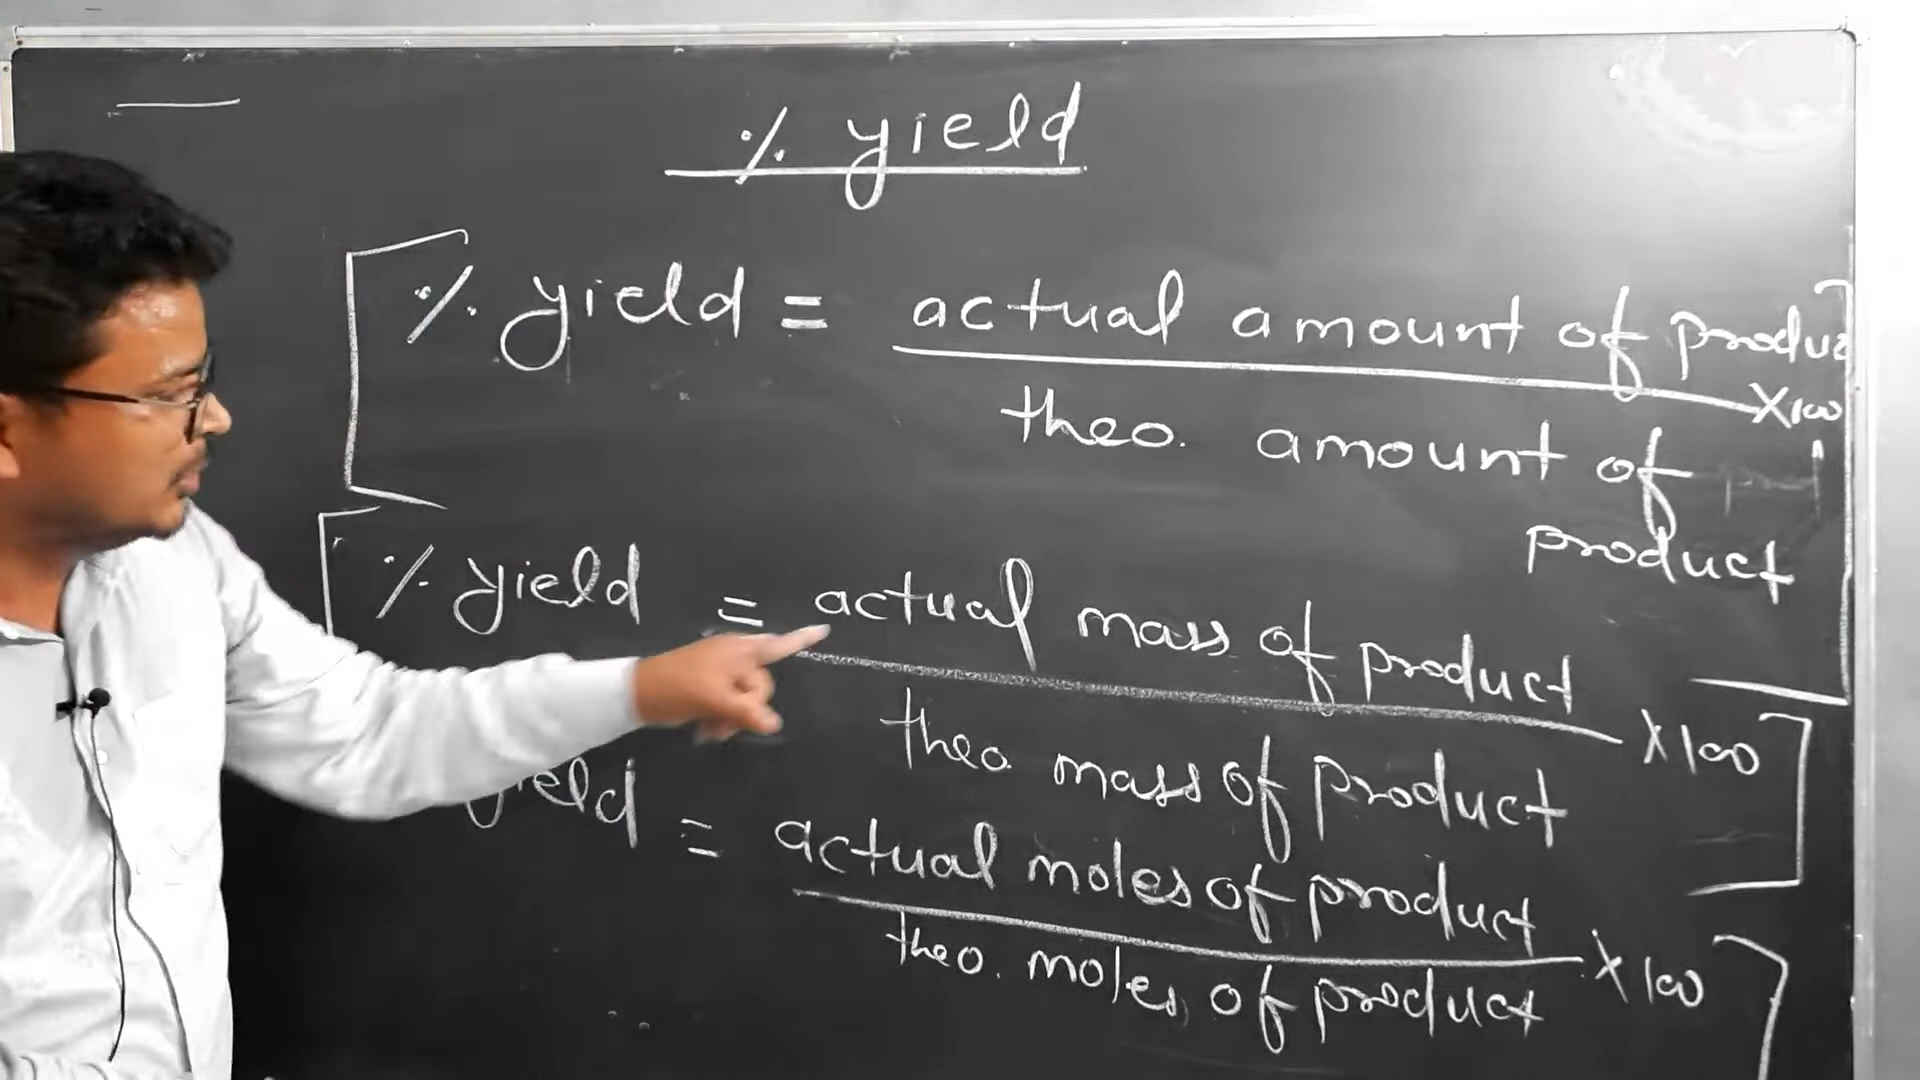 % yield
% yield = actual amount of produc
×100
theo. amount of
product
% yield = actual mass of product
×100
theo. mass of product
yield = actual moles of product
×100
theo. moles of product